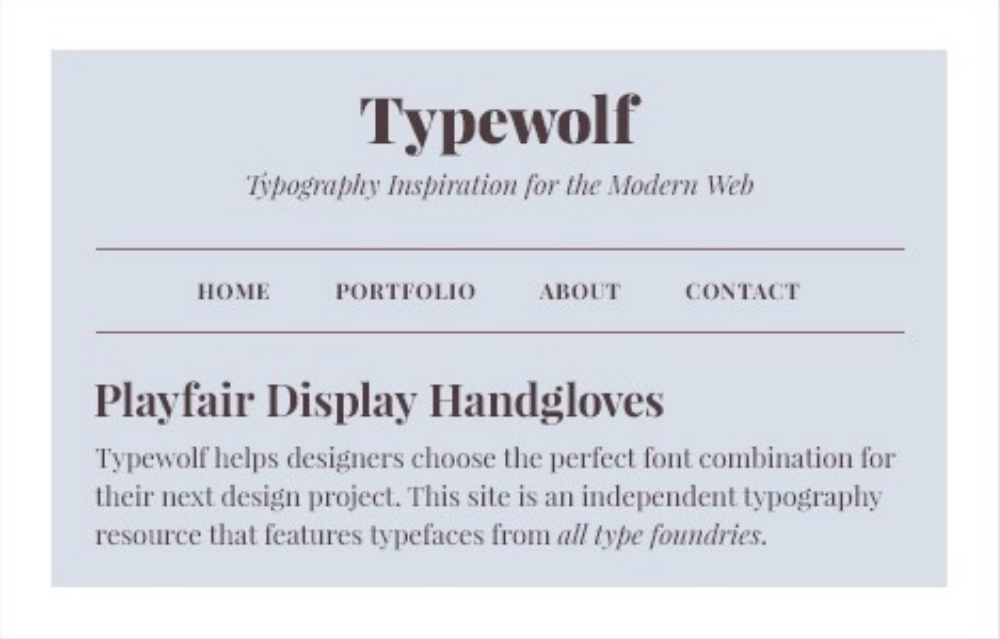 Typewolf
Typography Inspiration for the Modern Web
HOME PORTFOLIO ABOUT CONTACT
Playfair Display Handgloves
Typewolf helps designers choose the perfect font combination for
their next design project. This site is an independent typography
resource that features typefaces from all type foundries.